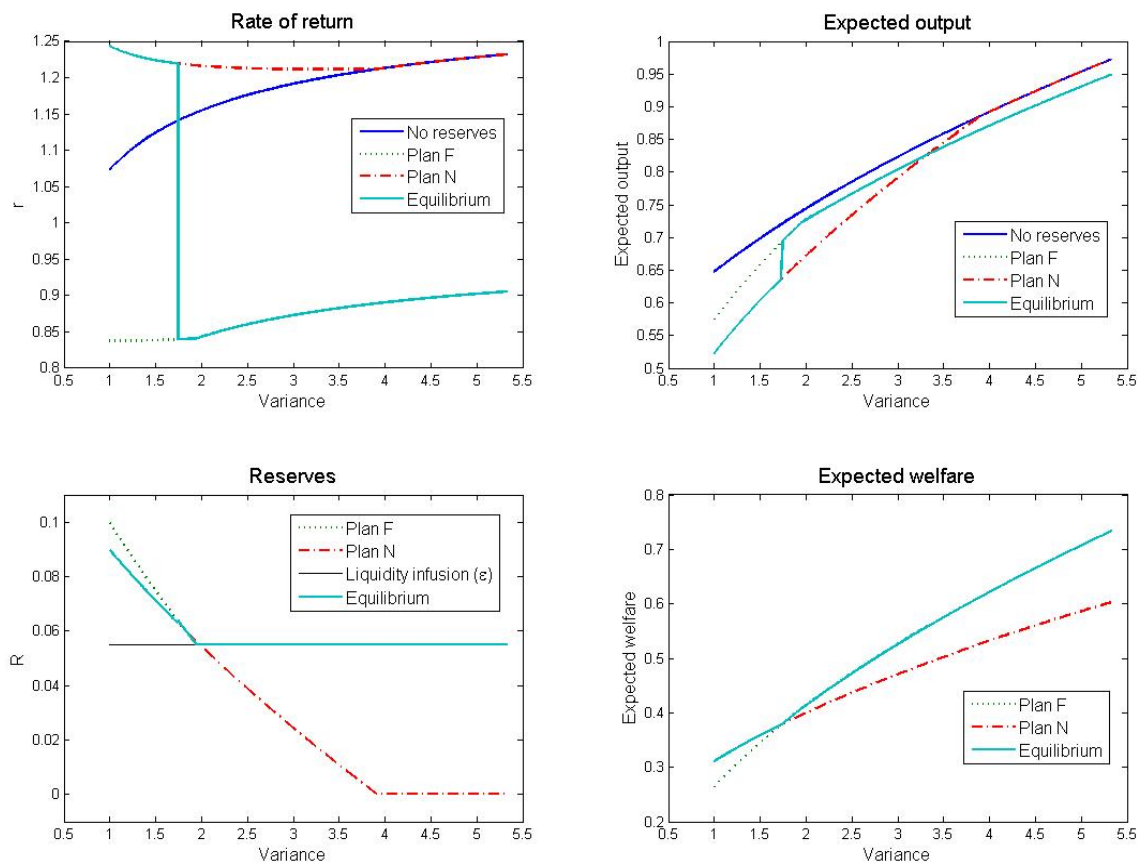 Rate of return
1.25
1.2
1.15
1.1
1.05
1
0.95
0.9
0.85
0.8
r
No reserves
Plan F
Plan N
Equilibrium
0.5 1 1.5 2 2.5 3 3.5 4 4.5 5 5.5
Variance
Expected output
1
0.95
0.9
0.85
0.8
0.75
0.7
0.65
0.6
0.55
0.5
Expected output
No reserves
Plan F
Plan N
Equilibrium
0.5 1 1.5 2 2.5 3 3.5 4 4.5 5 5.5
Variance
Reserves
0.1
0.08
0.06
0.04
0.02
0
R
Plan F
Plan N
Liquidity infusion (ε)
Equilibrium
0.5 1 1.5 2 2.5 3 3.5 4 4.5 5 5.5
Variance
Expected welfare
0.8
0.7
0.6
0.5
0.4
0.3
0.2
Expected welfare
Plan F
Plan N
Equilibrium
0.5 1 1.5 2 2.5 3 3.5 4 4.5 5 5.5
Variance